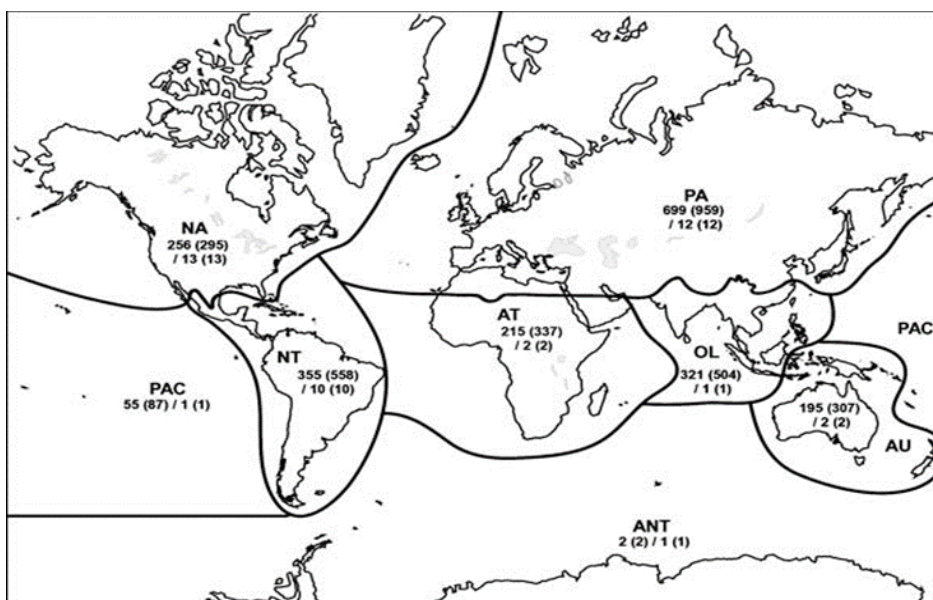 NA
256 (295)
/ 13 (13)
PA
699 (959)
/ 12 (12)
AT
215 (337)
/ 2 (2)
PAC
NT
355 (558)
/ 10 (10)
OL
321 (504)
/ 1 (1)
PAC
55 (87) / 1 (1)
195 (307)
/ 2 (2)
AU
ANT
2 (2) / 1 (1)